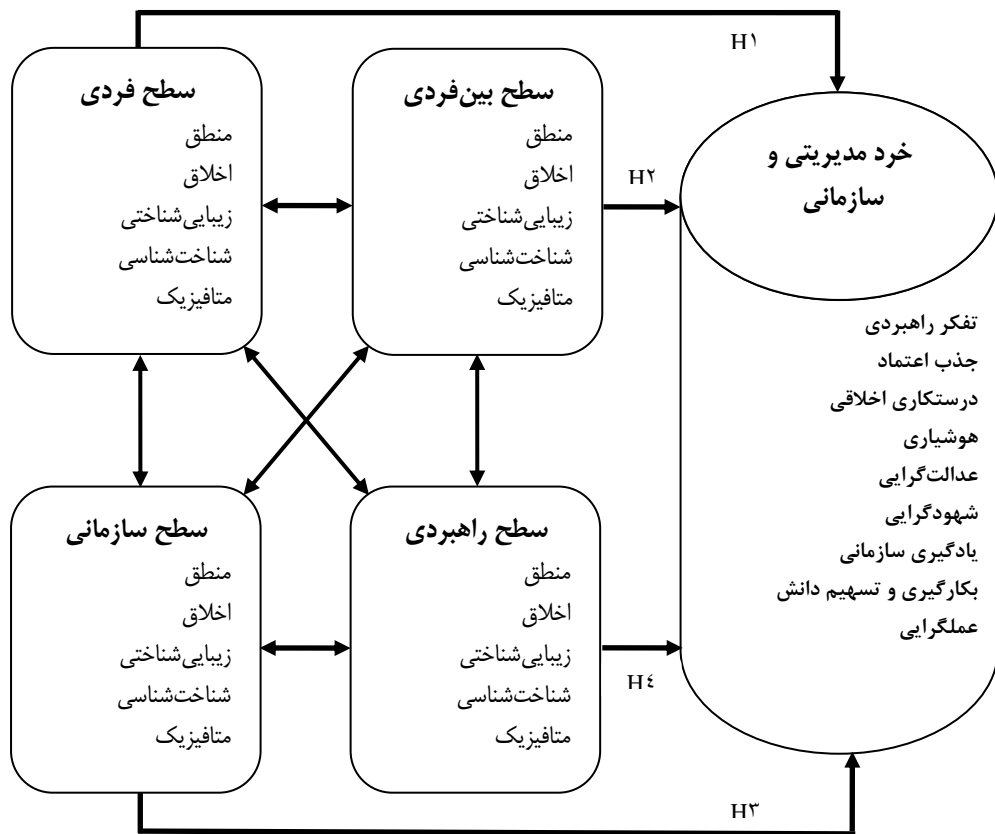 H۱
سطح فردی
منطق
اخلاق
زیبایی‌شناختی
شناخت‌شناسی
متافیزیک
سطح بین‌فردی
منطق
اخلاق
زیبایی‌شناختی
شناخت‌شناسی
متافیزیک
H۲
خرد مدیریتی و
سازمانی
تفکر راهبردی
جذب اعتماد
درستکاری اخلاقی
هوشیاری
عدالت‌گرایی
شهودگرایی
یادگیری سازمانی
بکارگیری و تسهیم دانش
عملگرایی
سطح سازمانی
منطق
اخلاق
زیبایی‌شناختی
شناخت‌شناسی
متافیزیک
سطح راهبردی
منطق
اخلاق
زیبایی‌شناختی
شناخت‌شناسی
متافیزیک
H٤
H۳